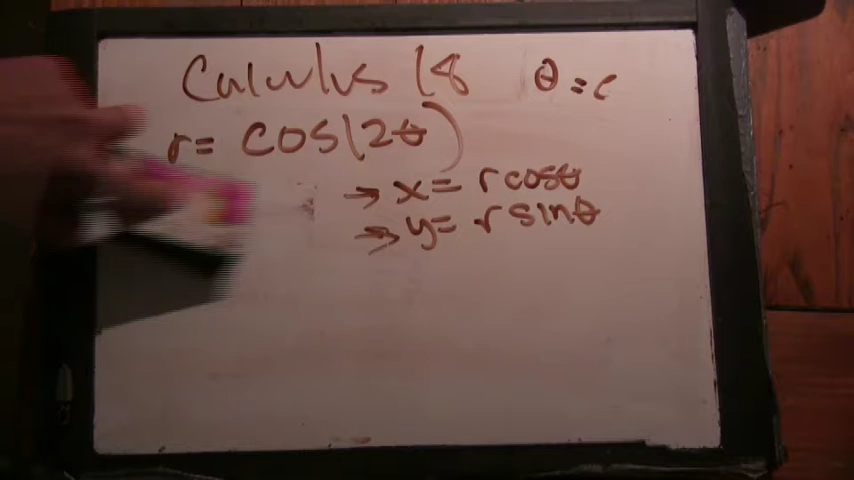 Calculus 18 θ = c
r = cos(2θ)
→ x = r cosθ
→ y = r sinθ